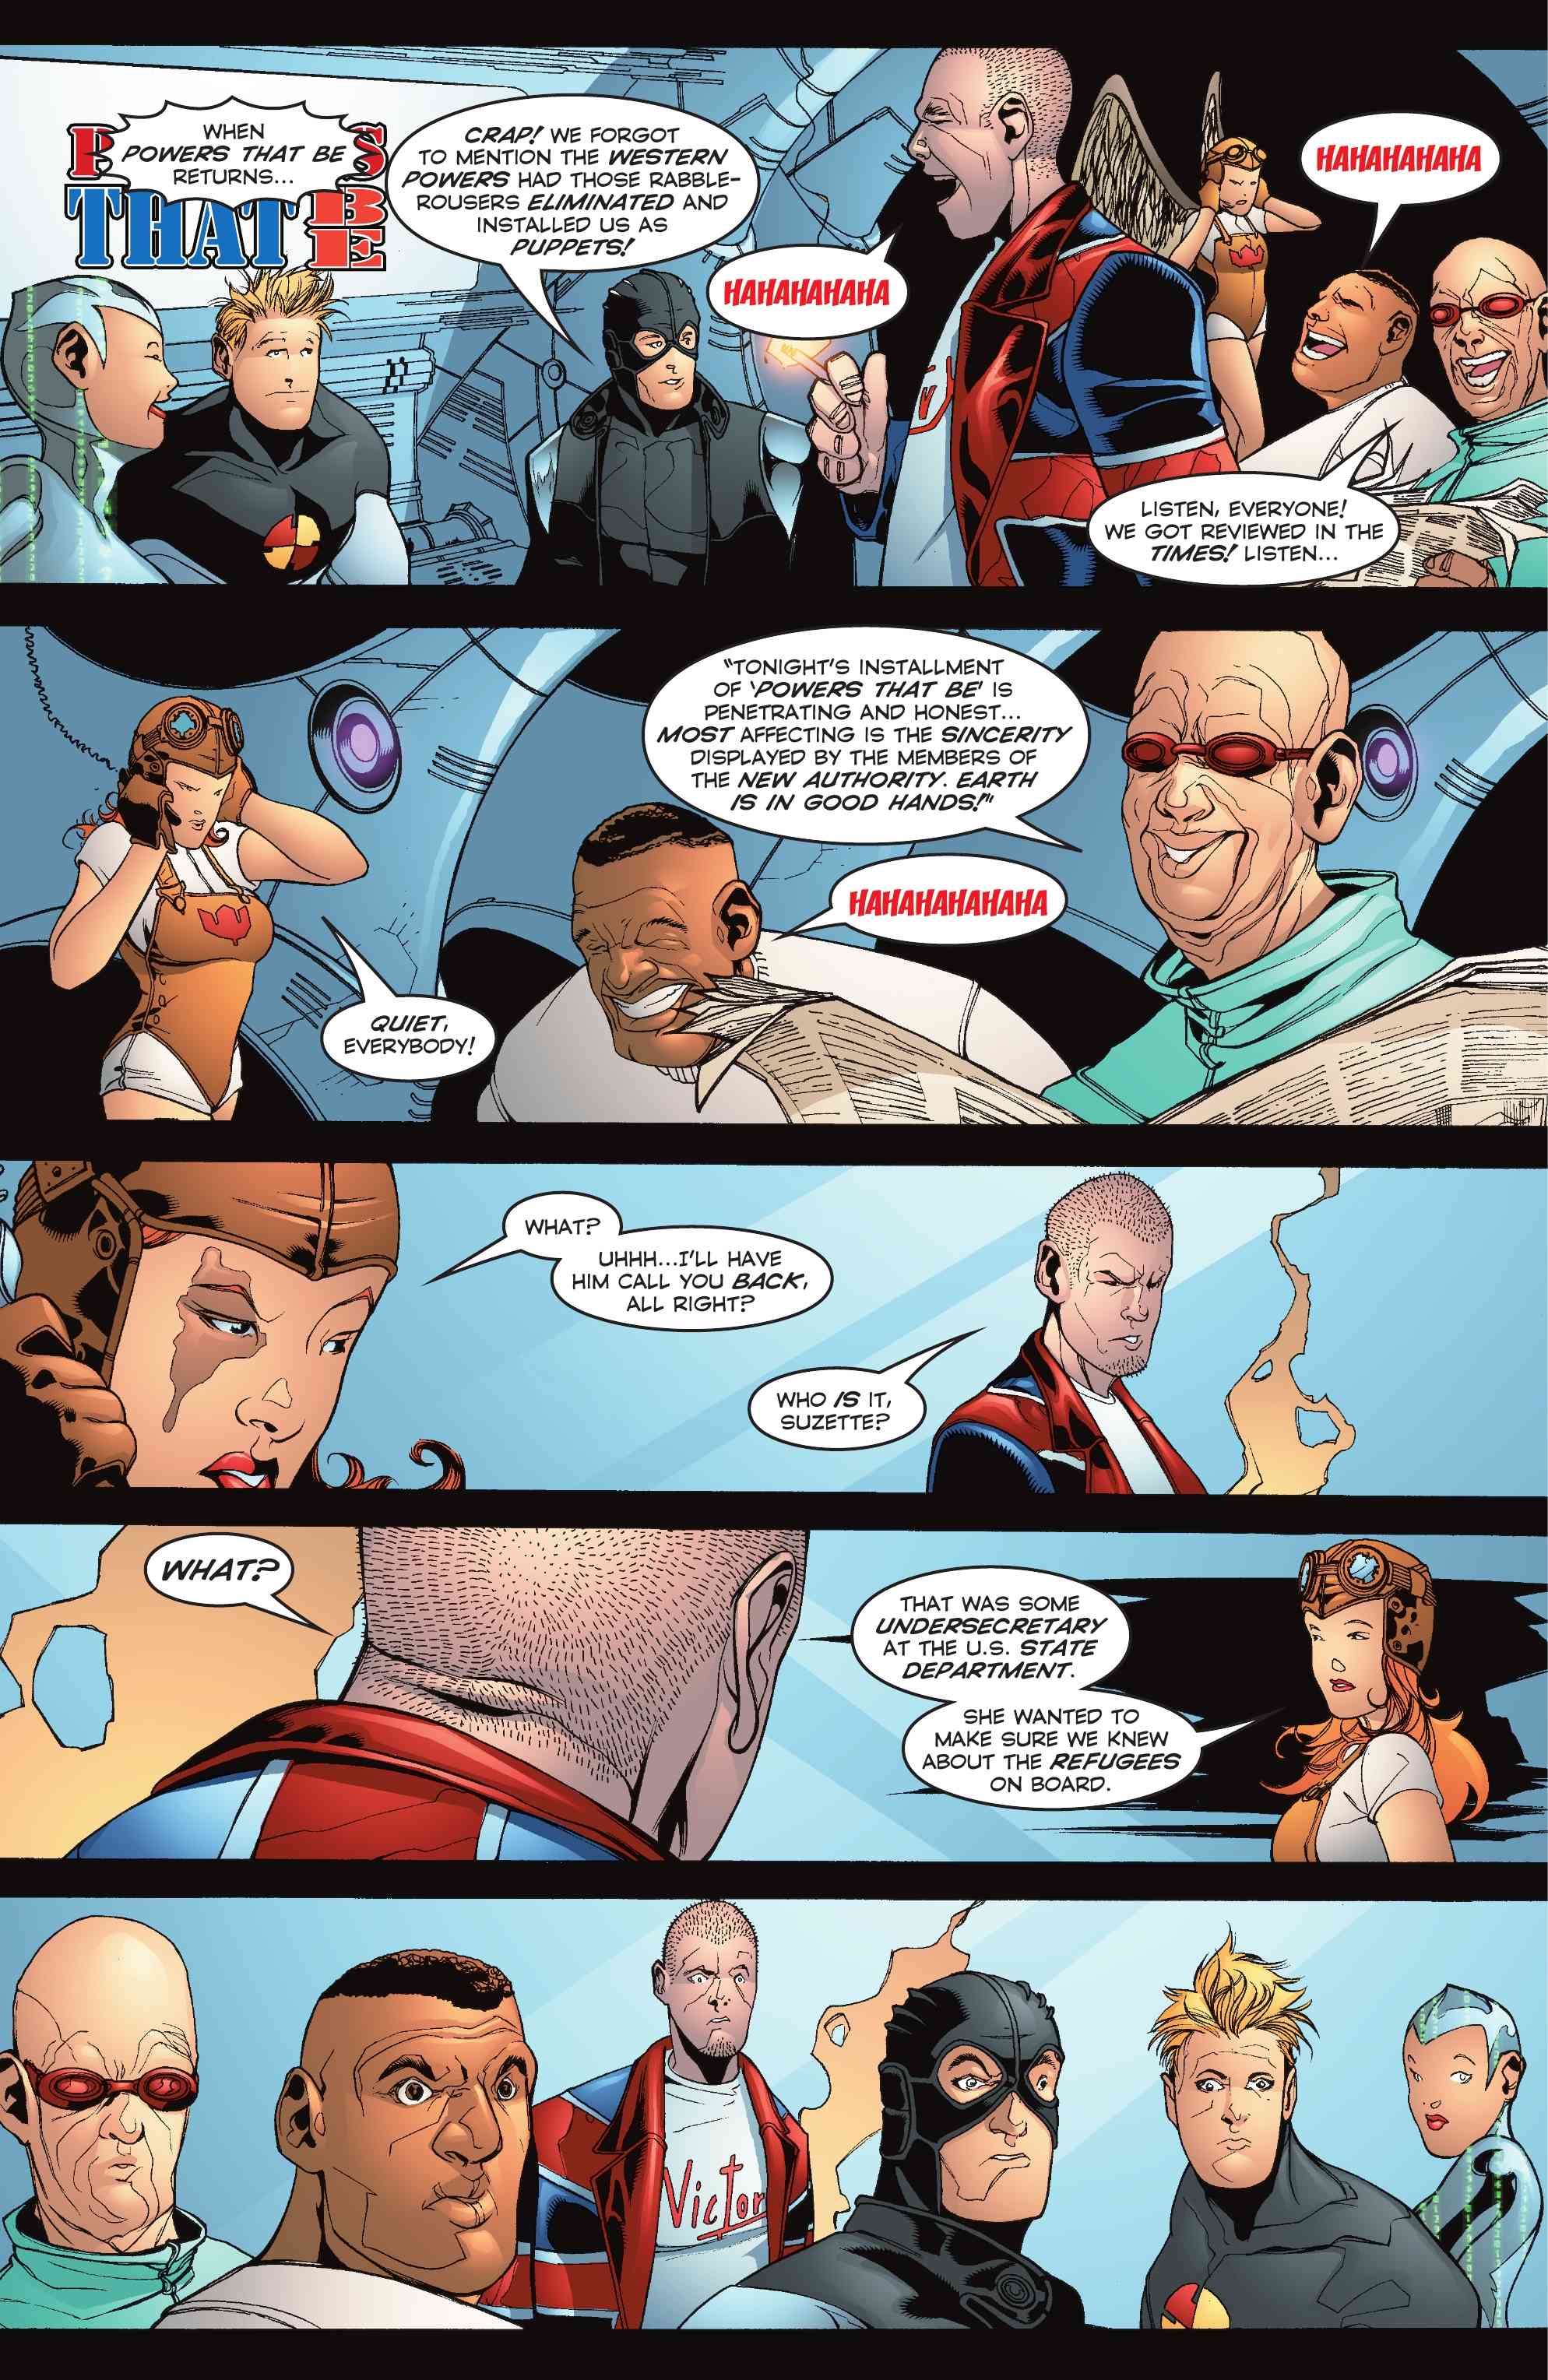 P S
THAT BE
WHEN
POWERS THAT BE
RETURNS...
CRAP! WE FORGOT
TO MENTION THE WESTERN
POWERS HAD THOSE RABBLE-
ROUSERS ELIMINATED AND
INSTALLED US AS
PUPPETS!
HAHAHAHAHA
HAHAHAHAHA
LISTEN, EVERYONE!
WE GOT REVIEWED IN THE
TIMES! LISTEN...
"TONIGHT'S INSTALLMENT
OF 'POWERS THAT BE' IS
PENETRATING AND HONEST...
MOST AFFECTING IS THE SINCERITY
DISPLAYED BY THE MEMBERS OF
THE NEW AUTHORITY. EARTH
IS IN GOOD HANDS!"
HAHAHAHAHAHA
QUIET,
EVERYBODY!
WHAT?
UHHH...I'LL HAVE
HIM CALL YOU BACK,
ALL RIGHT?
WHO IS IT,
SUZETTE?
WHAT?
THAT WAS SOME
UNDERSECRETARY
AT THE U.S. STATE
DEPARTMENT.
SHE WANTED TO
MAKE SURE WE KNEW
ABOUT THE REFUGEES
ON BOARD.
Victor